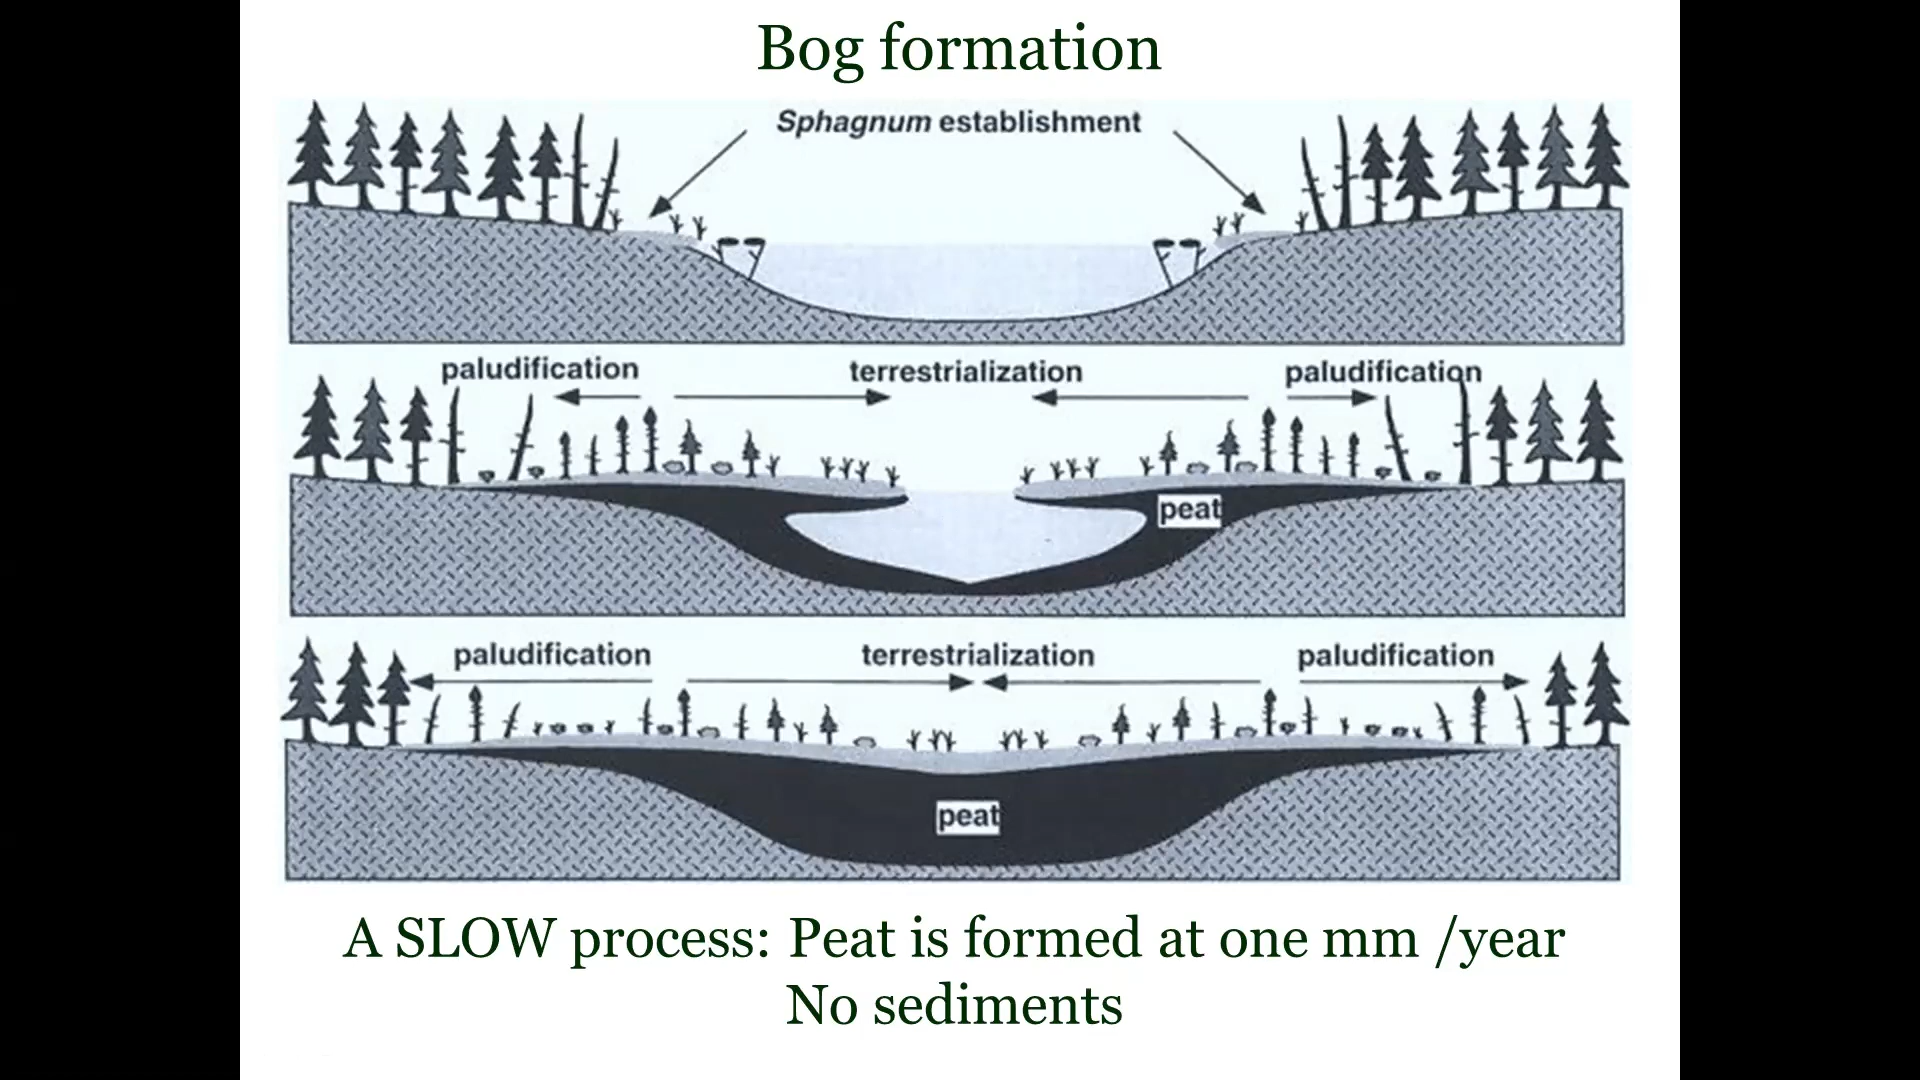 Bog formation
Sphagnum establishment
paludification terrestrialization paludification
peat
paludification terrestrialization paludification
peat
A SLOW process: Peat is formed at one mm /year
No sediments